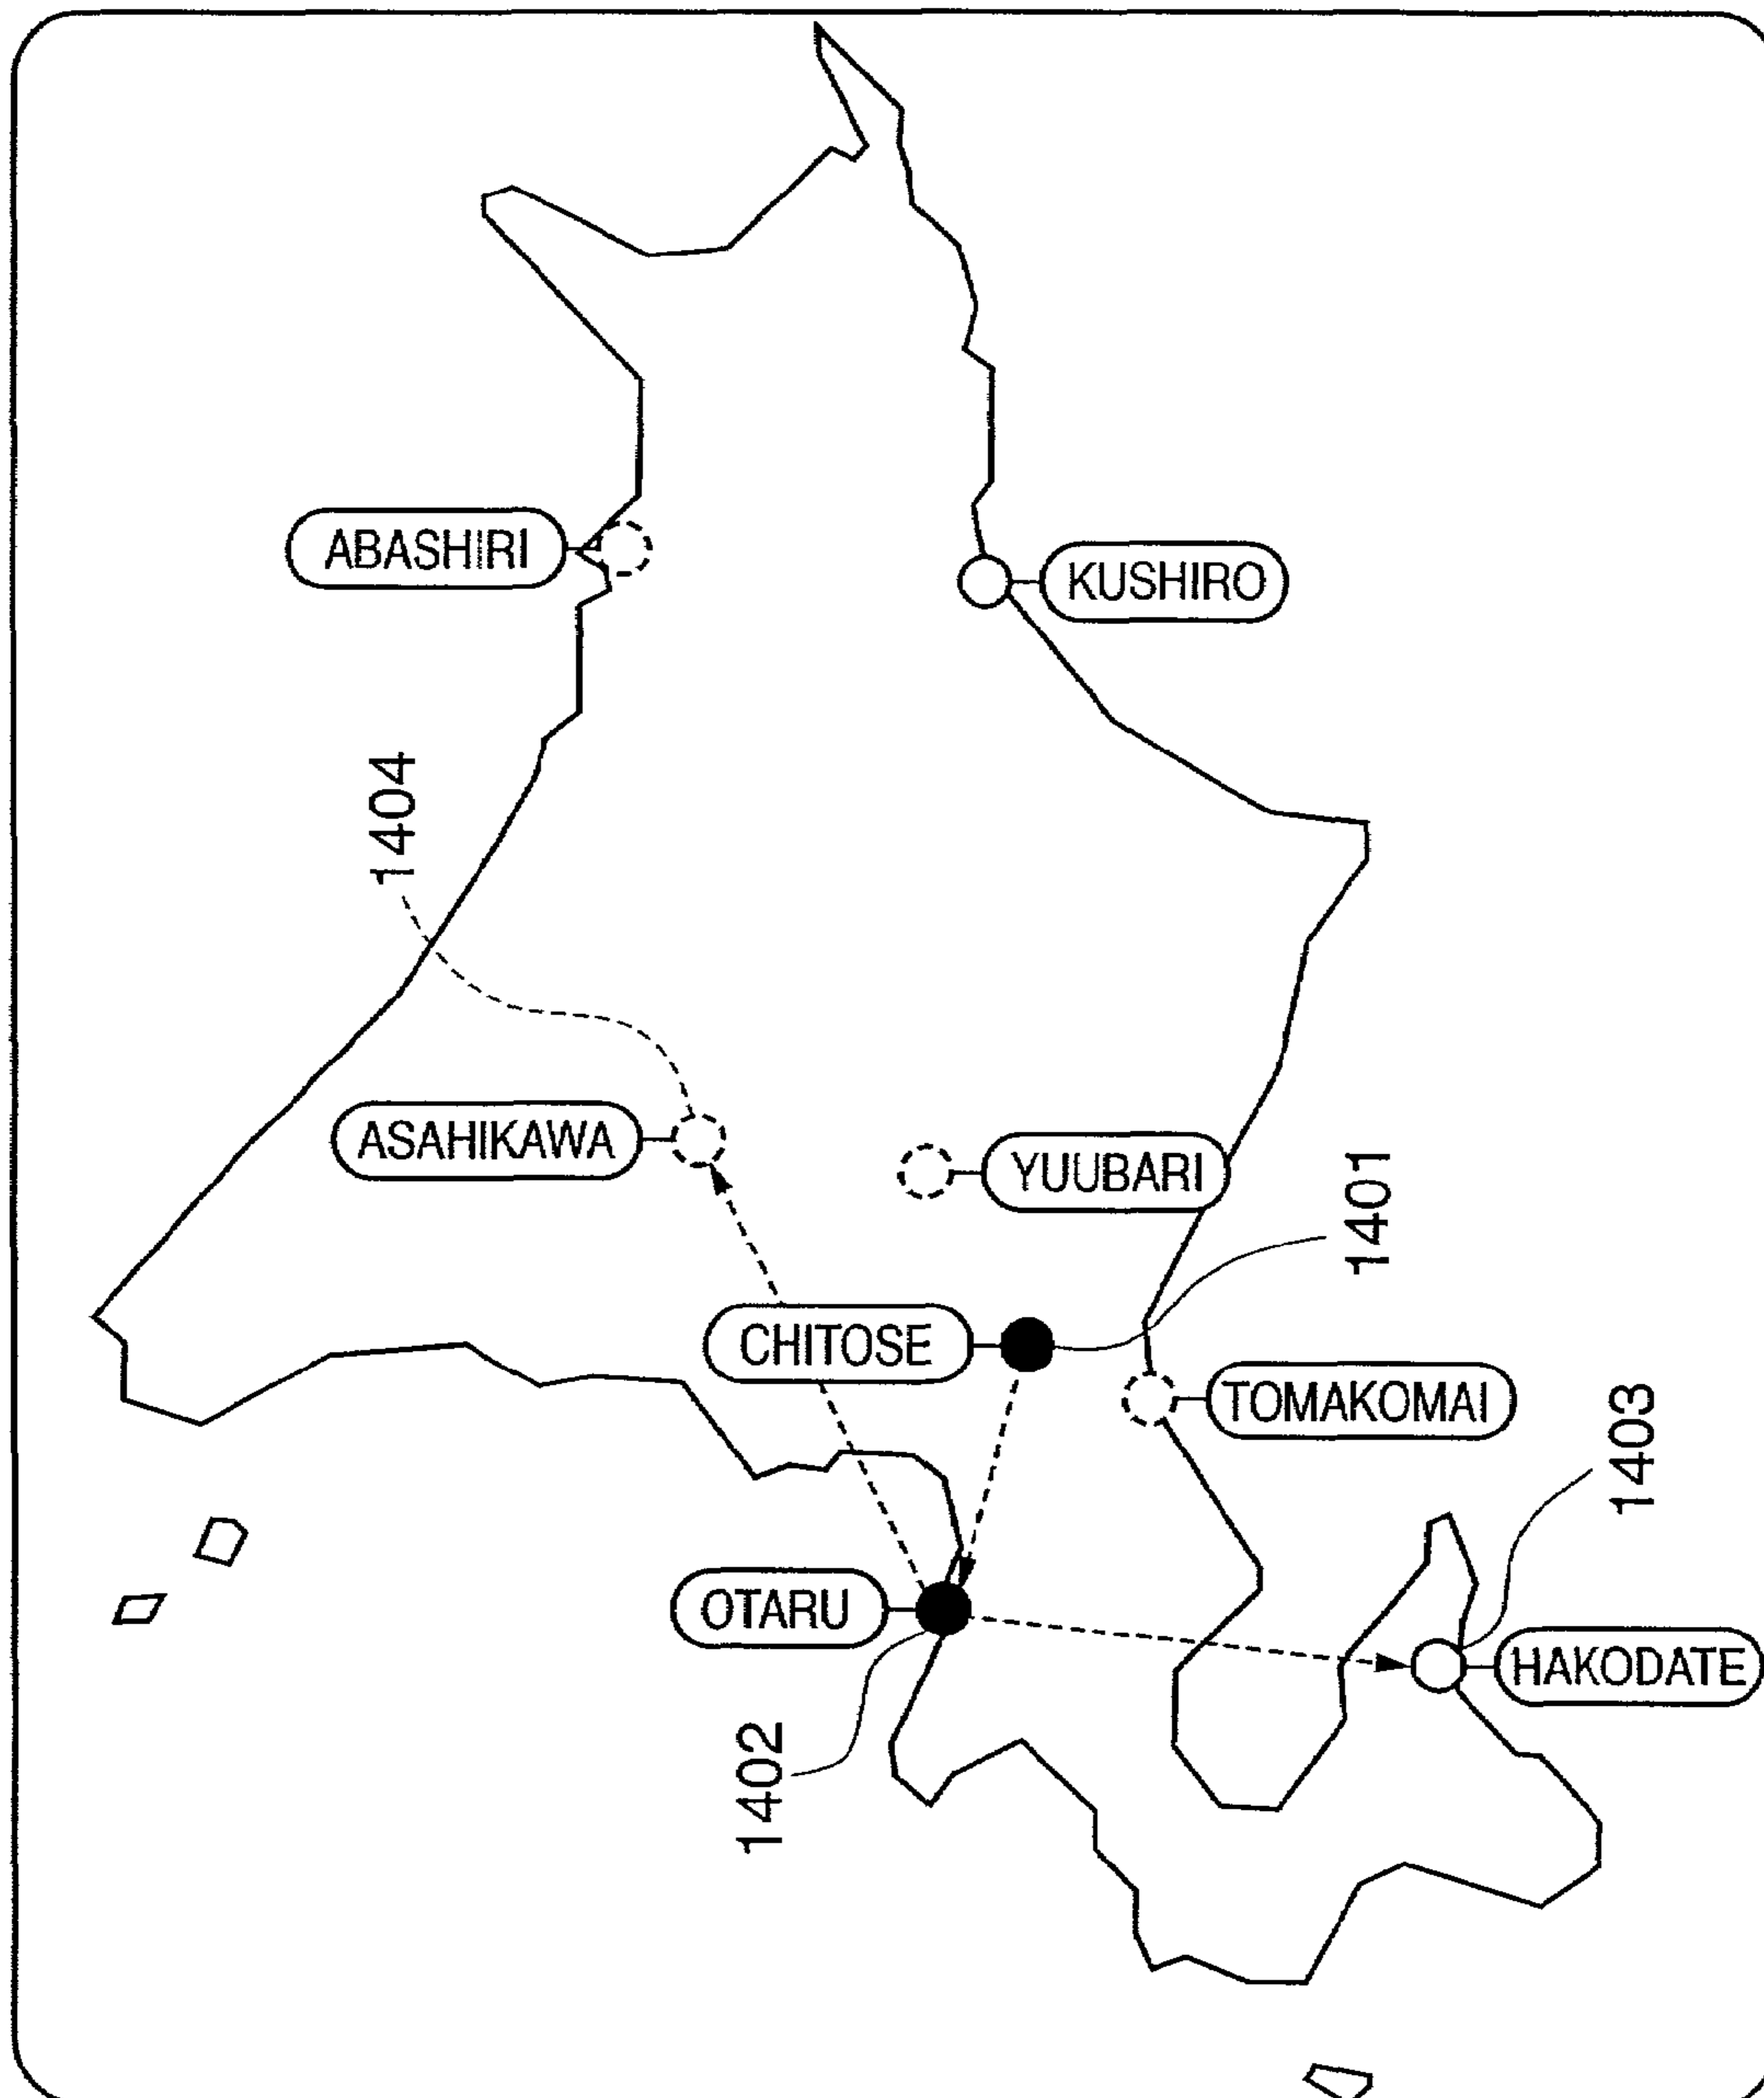 ABASHIRI
KUSHIRO
1404
ASAHIKAWA
YUUBARI
1401
CHITOSE
TOMAKOMAI
1403
OTARU
HAKODATE
1402